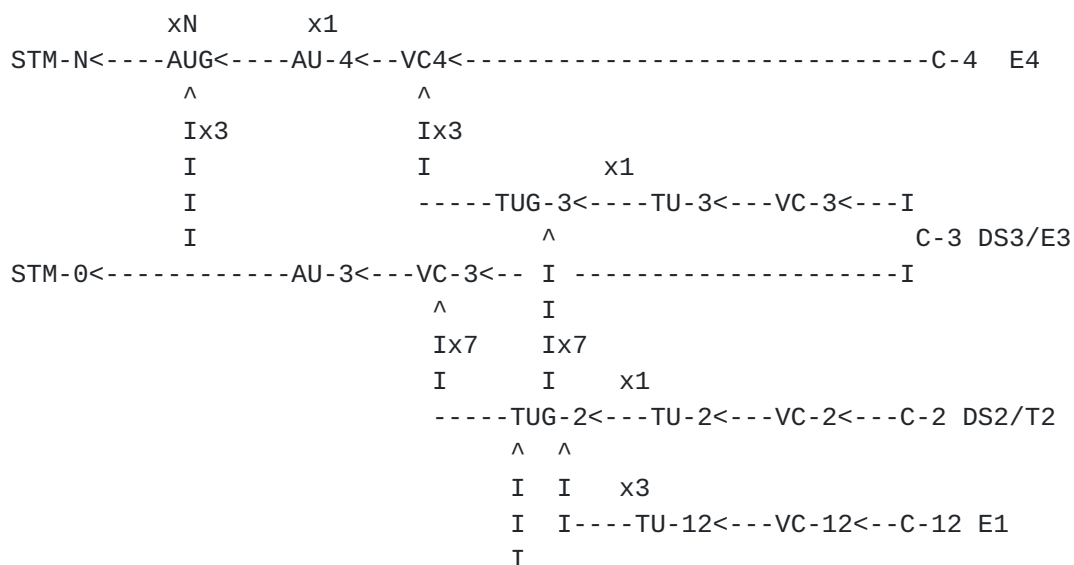 xN x1
STM-N<----AUG<----AU-4<--VC4<------------------------------C-4 E4
^ ^
Ix3 Ix3
I I x1
I -----TUG-3<----TU-3<---VC-3<---I
I ^ C-3 DS3/E3
STM-0<------------AU-3<---VC-3<-- I ---------------------I
^ I
Ix7 Ix7
I I x1
-----TUG-2<---TU-2<---VC-2<---C-2 DS2/T2
^ ^
I I x3
I I----TU-12<---VC-12<--C-12 E1
I